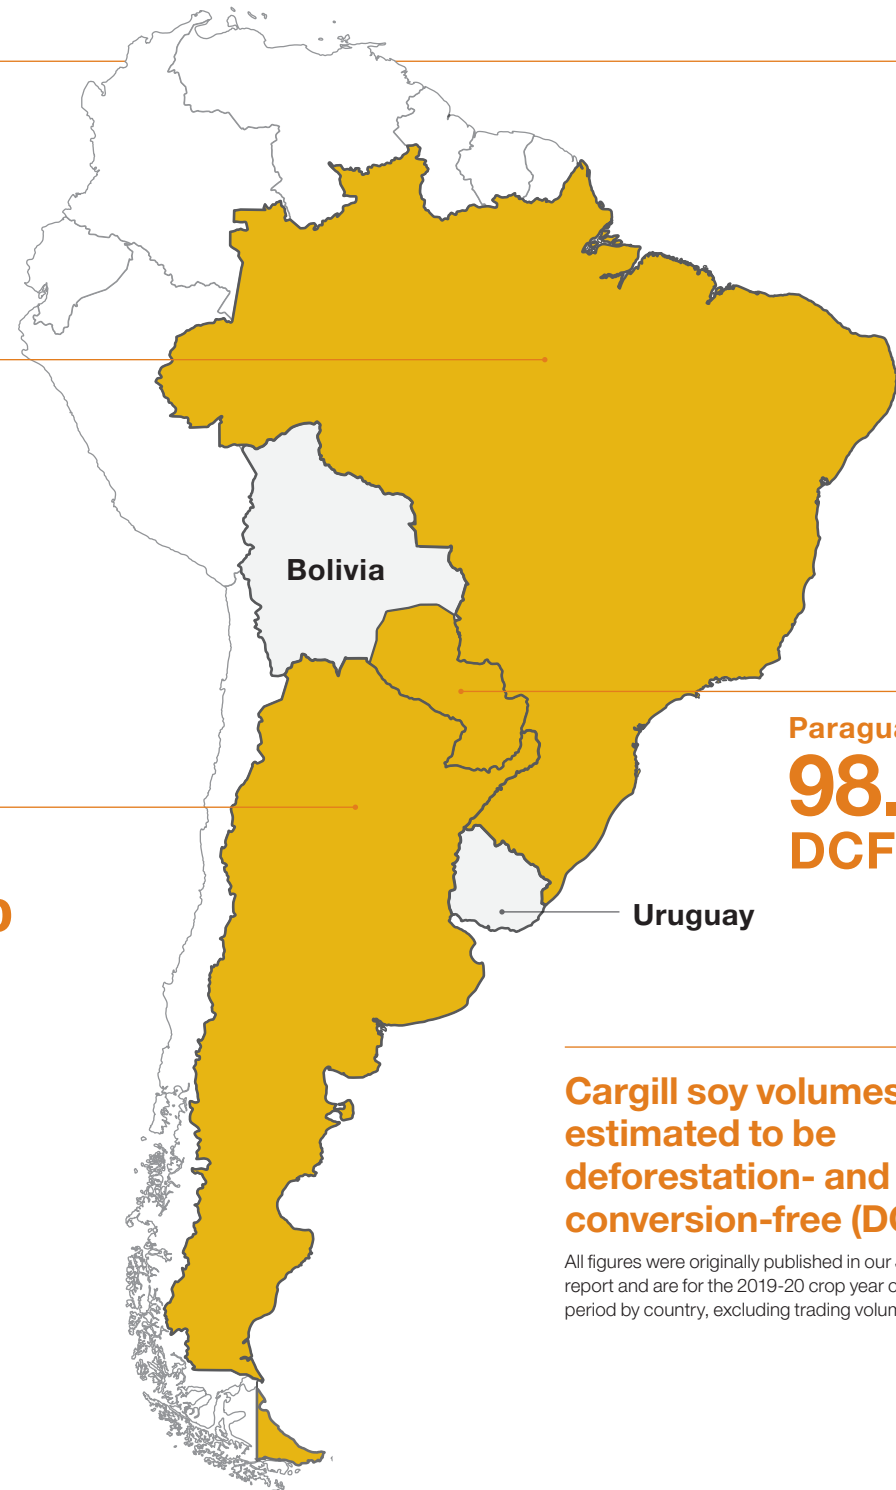 Bolivia
Paragua
98.
DCF
Uruguay
Cargill soy volumes
estimated to be
deforestation- and
conversion-free (DC
All figures were originally published in our
report and are for the 2019-20 crop year o
period by country, excluding trading volum